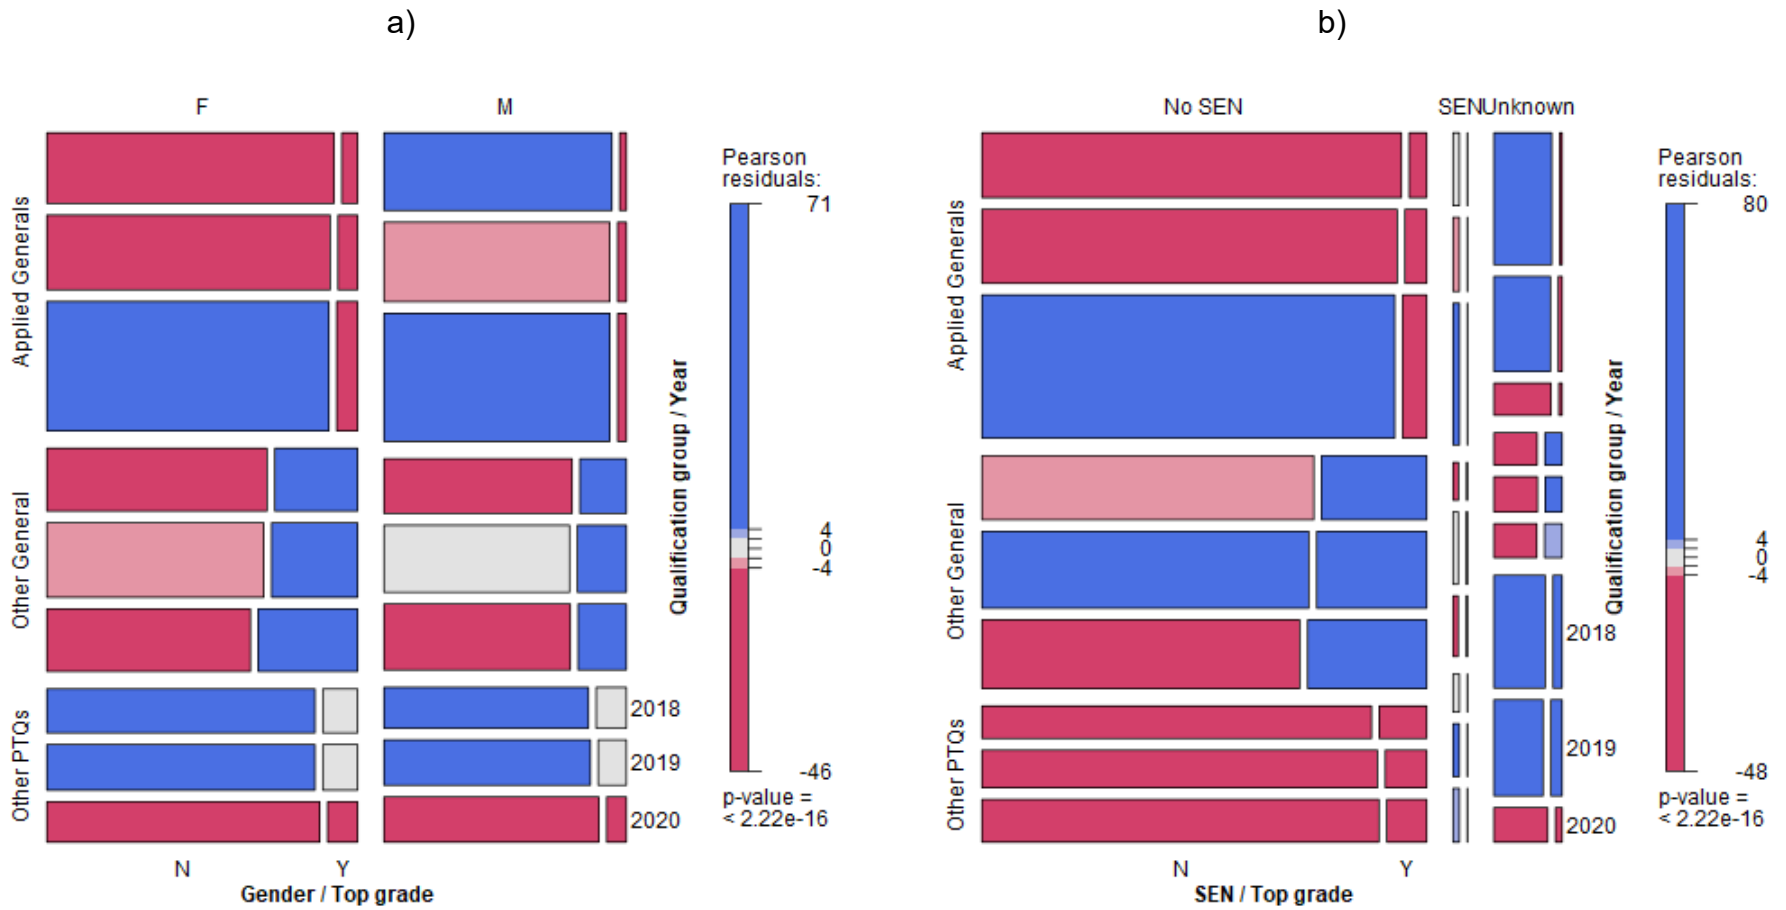 a)
F M
Applied Generals
Other General
Other PTQs
2018
2019
2020
N Y
Gender / Top grade
Qualification group / Year
Pearson
residuals:
71
4
0
-4
-46
p-value =
< 2.22e-16
b)
No SEN SEN Unknown
Applied Generals
Other General
Other PTQs
2018
2019
2020
N Y
SEN / Top grade
Qualification group / Year
Pearson
residuals:
80
4
0
-4
-48
p-value =
< 2.22e-16